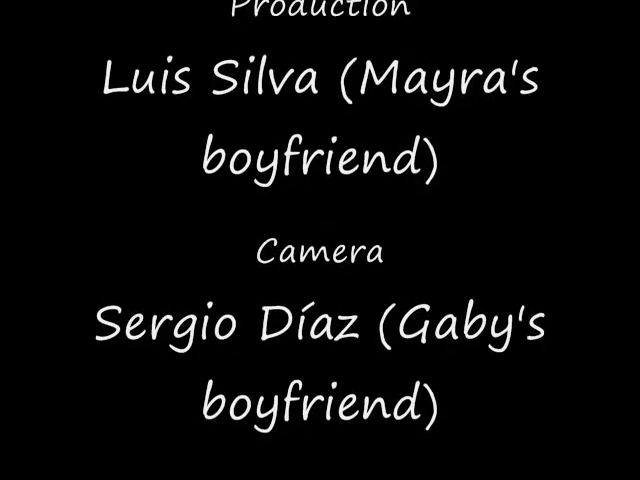 Production
Luis Silva (Mayra's
boyfriend)
Camera
Sergio Díaz (Gaby's
boyfriend)